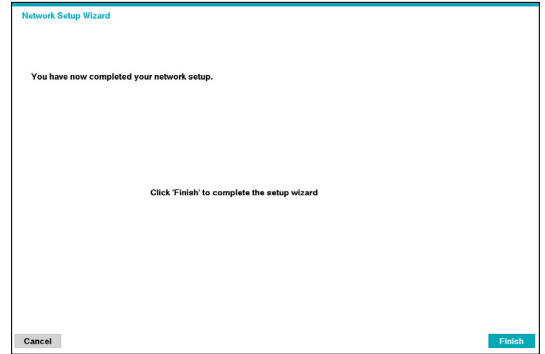 Network Setup Wizard
You have now completed your network setup.
Click 'Finish' to complete the setup wizard
Cancel
Finish